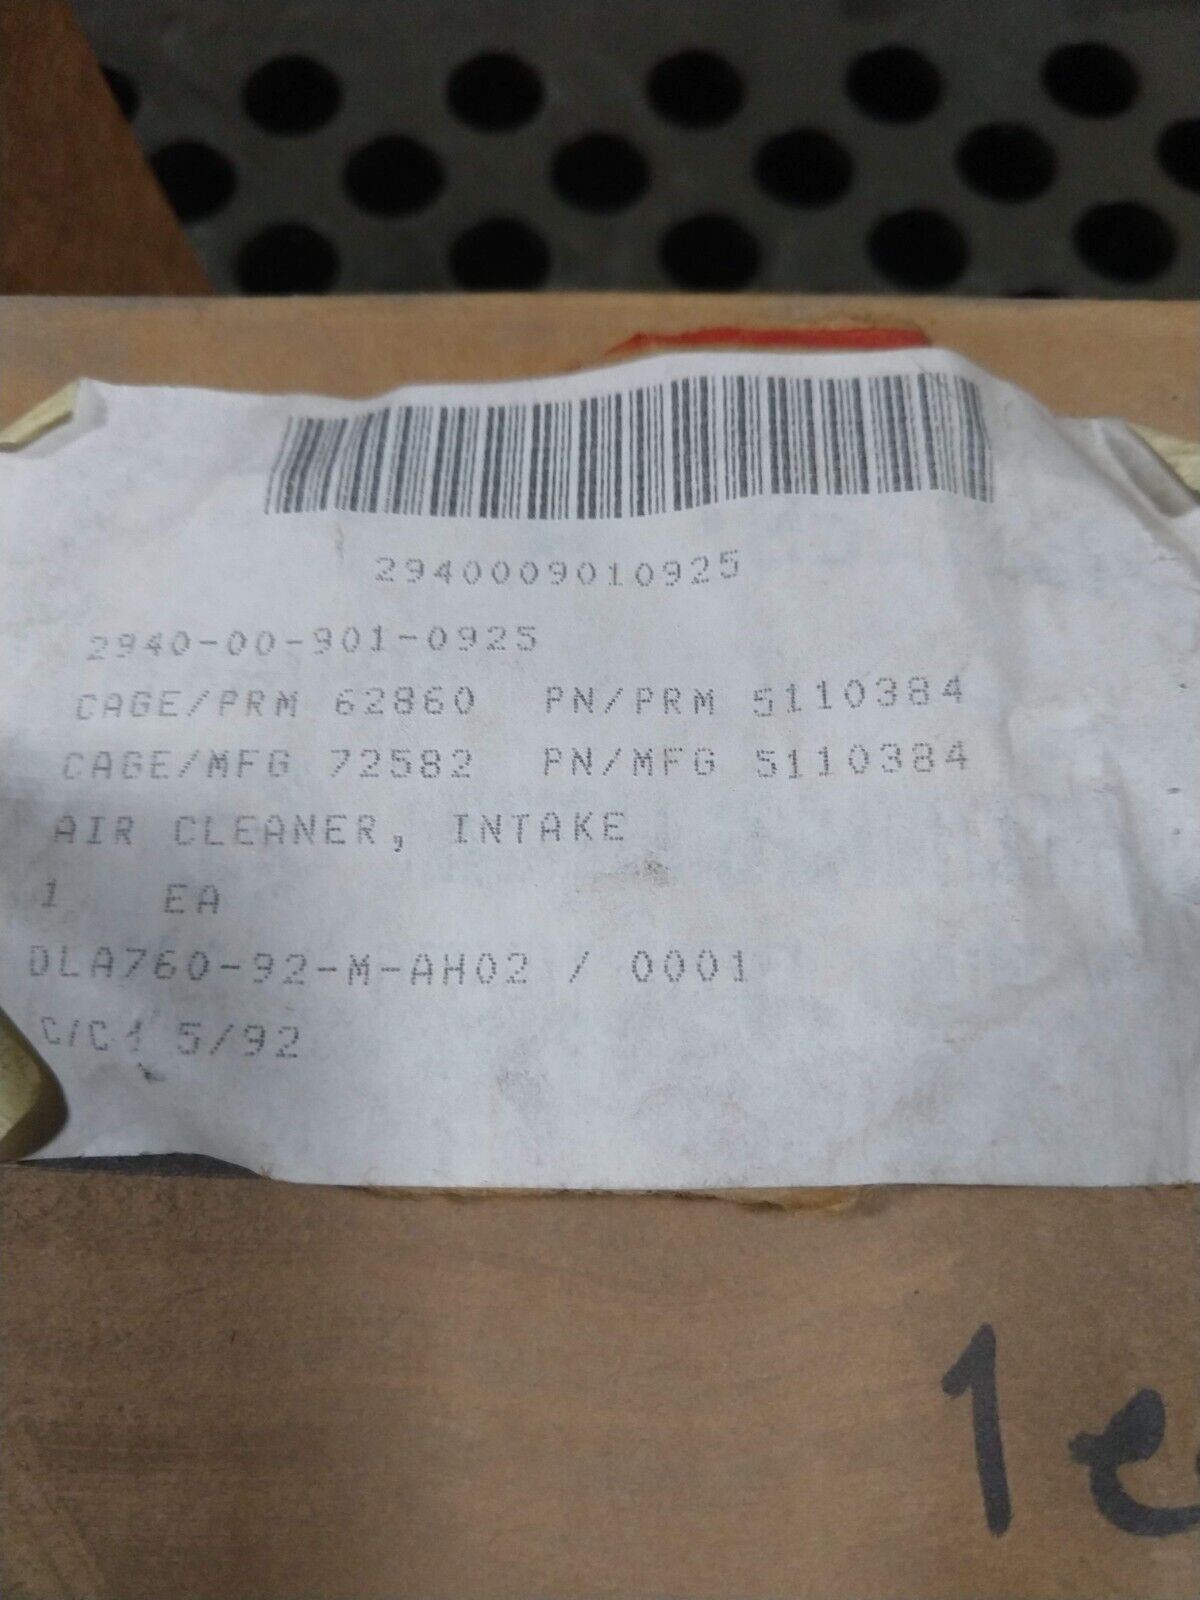 2940009010925
2940-00-901-0925
CAGE/PRM 62860 PN/PRM 5110384
CAGE/MFG 72582 PN/MFG 5110384
AIR CLEANER, INTAKE
1 EA
DLA760-92-M-AH02 / 0001
C/C1 5/92
1